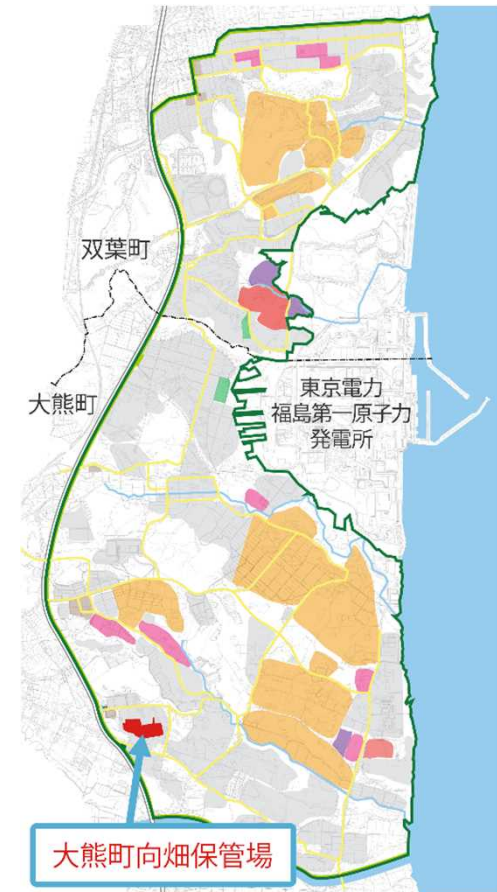 双葉町
大熊町
東京電力
福島第一原子力
発電所
大熊町向畑保管場